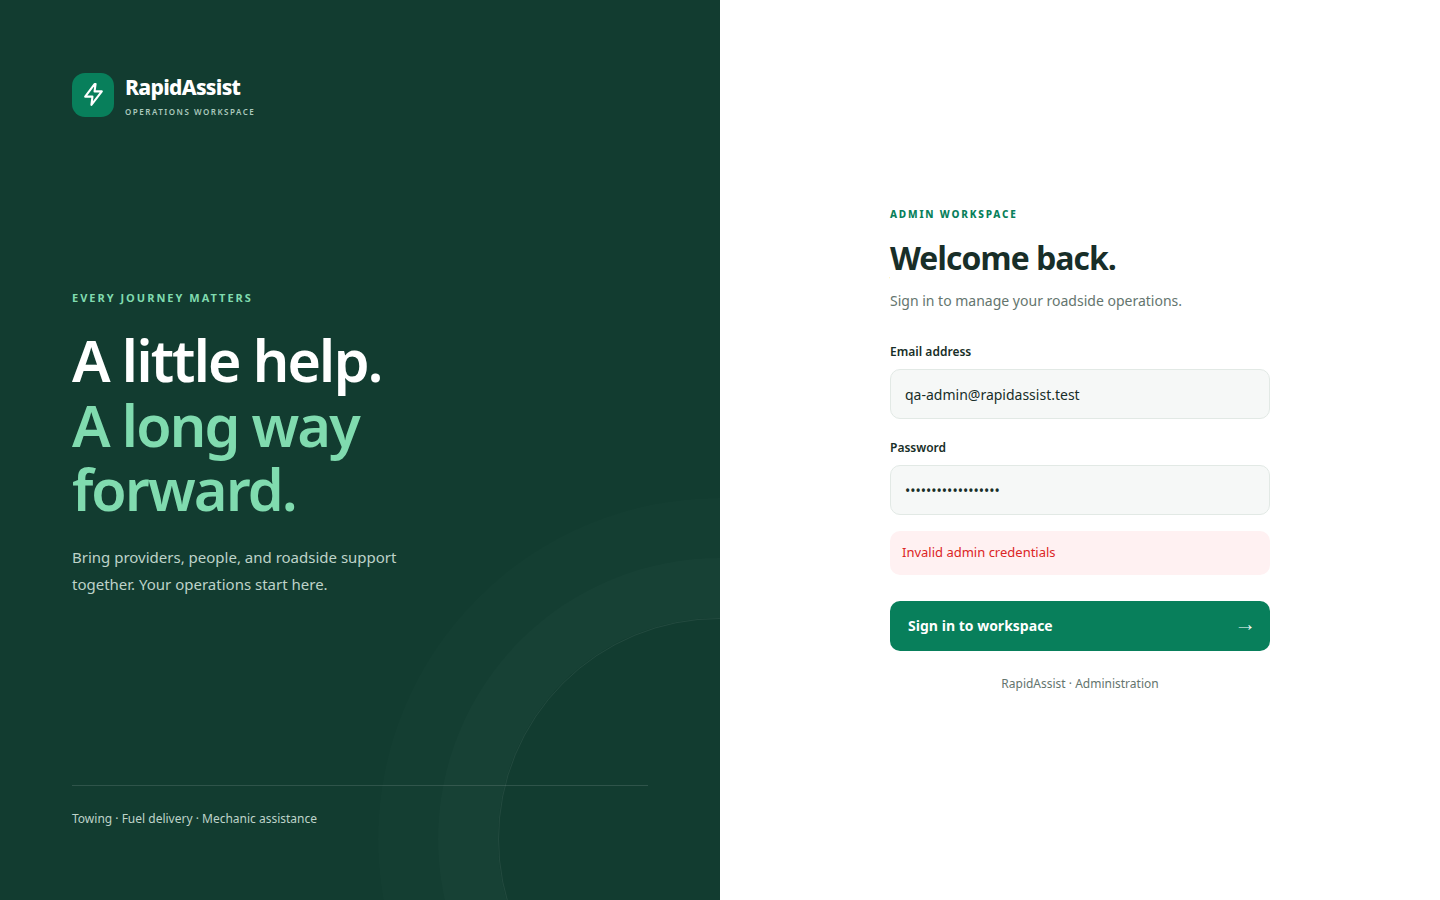 RapidAssist
OPERATIONS WORKSPACE
EVERY JOURNEY MATTERS
A little help.
A long way
forward.
Bring providers, people, and roadside support
together. Your operations start here.
Towing · Fuel delivery · Mechanic assistance
ADMIN WORKSPACE
Welcome back.
Sign in to manage your roadside operations.
Email address
qa-admin@rapidassist.test
Password
•••••••••••••••••
Invalid admin credentials
Sign in to workspace →
RapidAssist · Administration